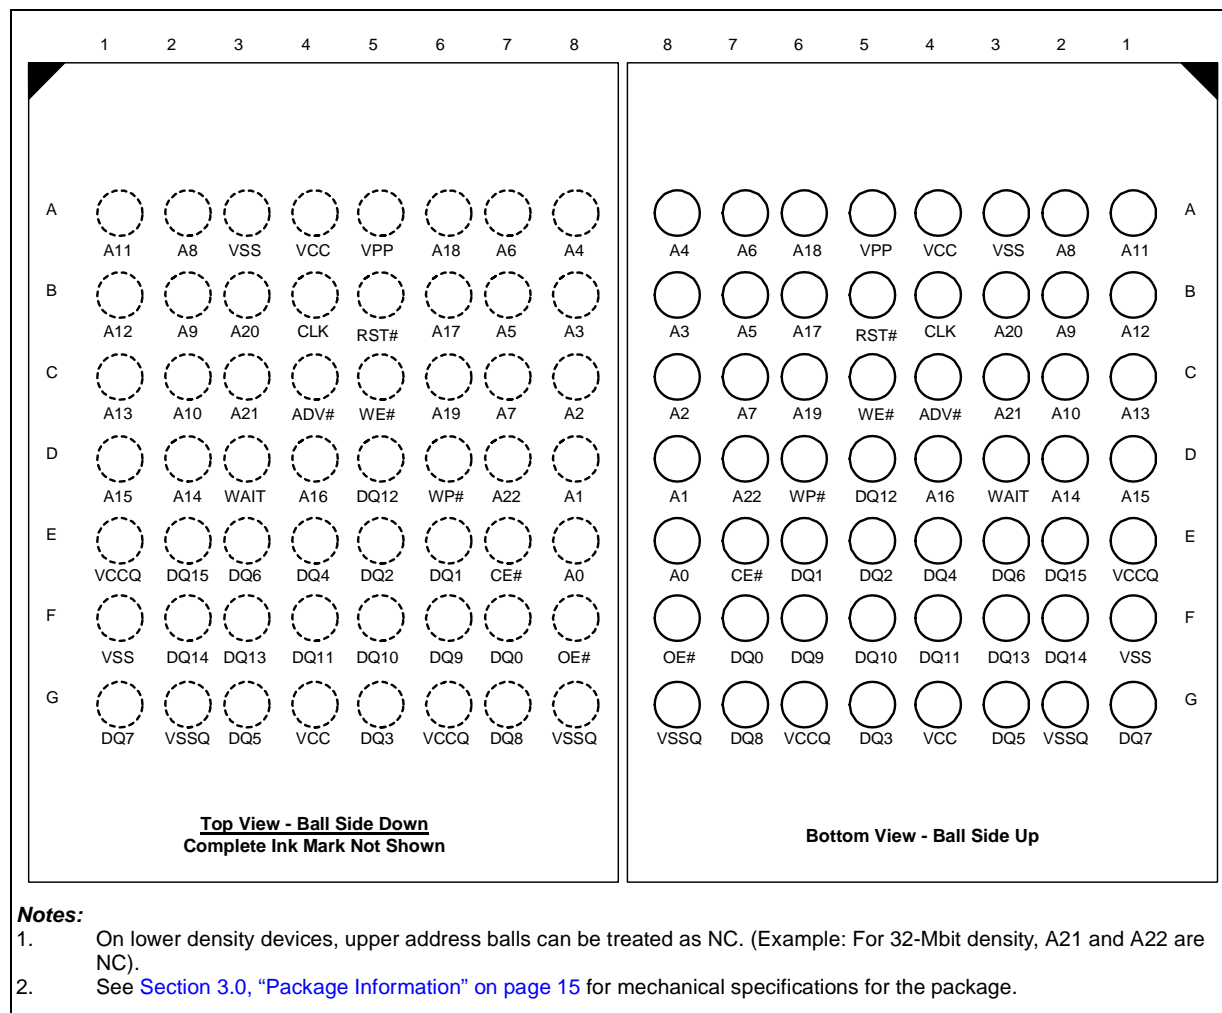 1 2 3 4 5 6 7 8 8 7 6 5 4 3 2 1
A A
A11 A8 VSS VCC VPP A18 A6 A4 A4 A6 A18 VPP VCC VSS A8 A11
B B
A12 A9 A20 CLK RST# A17 A5 A3 A3 A5 A17 RST# CLK A20 A9 A12
C C
A13 A10 A21 ADV# WE# A19 A7 A2 A2 A7 A19 WE# ADV# A21 A10 A13
D D
A15 A14 WAIT A16 DQ12 WP# A22 A1 A1 A22 WP# DQ12 A16 WAIT A14 A15
E E
VCCQ DQ15 DQ6 DQ4 DQ2 DQ1 CE# A0 A0 CE# DQ1 DQ2 DQ4 DQ6 DQ15 VCCQ
F F
VSS DQ14 DQ13 DQ11 DQ10 DQ9 DQ0 OE# OE# DQ0 DQ9 DQ10 DQ11 DQ13 DQ14 VSS
G G
DQ7 VSSQ DQ5 VCC DQ3 VCCQ DQ8 VSSQ VSSQ DQ8 VCCQ DQ3 VCC DQ5 VSSQ DQ7
Top View - Ball Side Down
Complete Ink Mark Not Shown
Bottom View - Ball Side Up
Notes:
1. On lower density devices, upper address balls can be treated as NC. (Example: For 32-Mbit density, A21 and A22 are
NC).
2. See Section 3.0, “Package Information” on page 15 for mechanical specifications for the package.